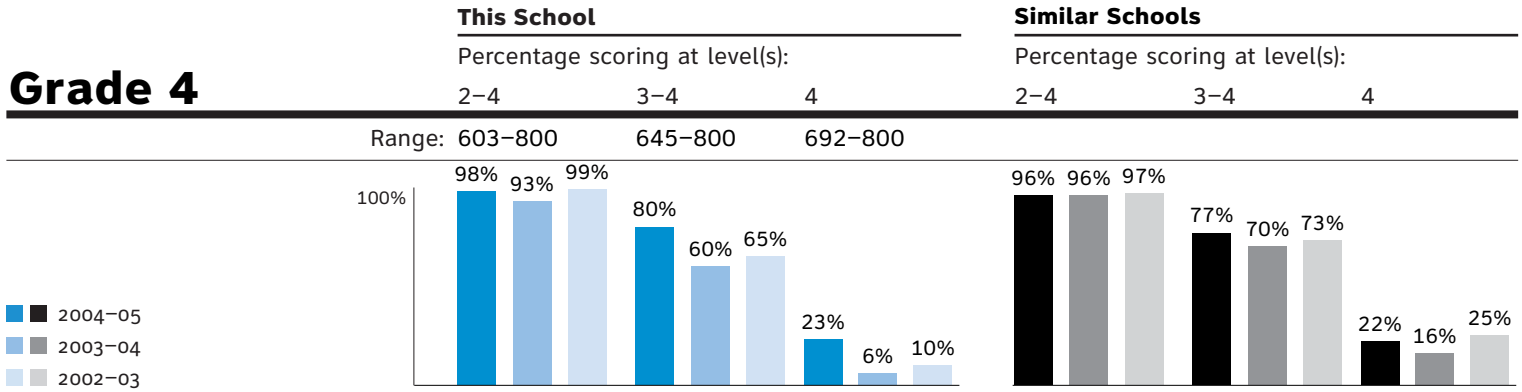 This School Similar Schools
Percentage scoring at level(s): Percentage scoring at level(s):
Grade 4 2–4 3–4 4 2–4 3–4 4
Range: 603–800 645–800 692–800
98% 93% 99% 80% 60% 65% 23% 6% 10% 96% 96% 97% 77% 70% 73% 22% 16% 25%
100%
2004–05
2003–04
2002–03